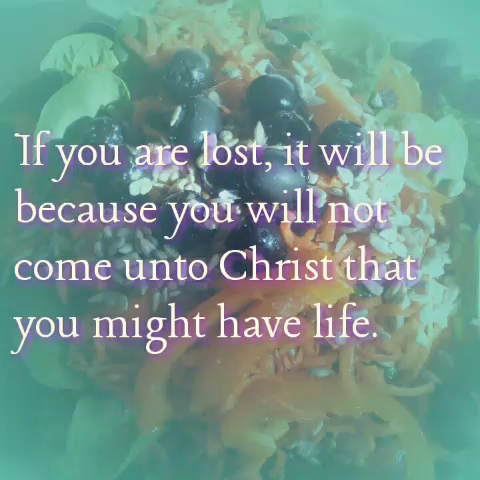 If you are lost, it will be
because you will not
come unto Christ that
you might have life.